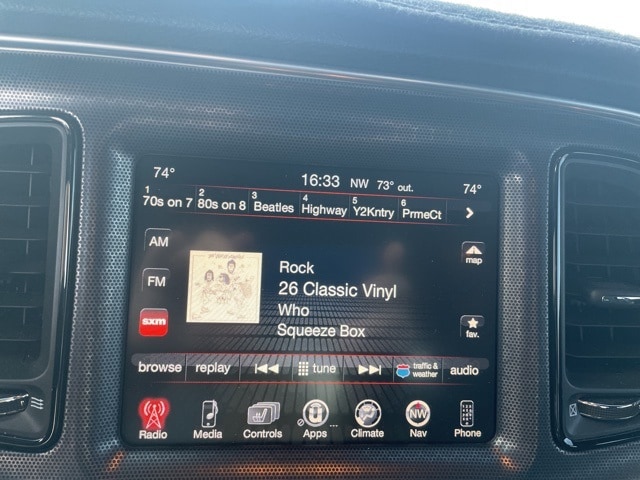 74° 16:33 NW 73° out. 74°
1 70s on 7 2 80s on 8 3 Beatles 4 Highway 5 Y2Kntry 6 PrmeCt
AM
FM
sxm
Rock
26 Classic Vinyl
Who
Squeeze Box
map
fav.
browse replay tune traffic & weather audio
Radio Media Controls Apps Climate NW Nav Phone